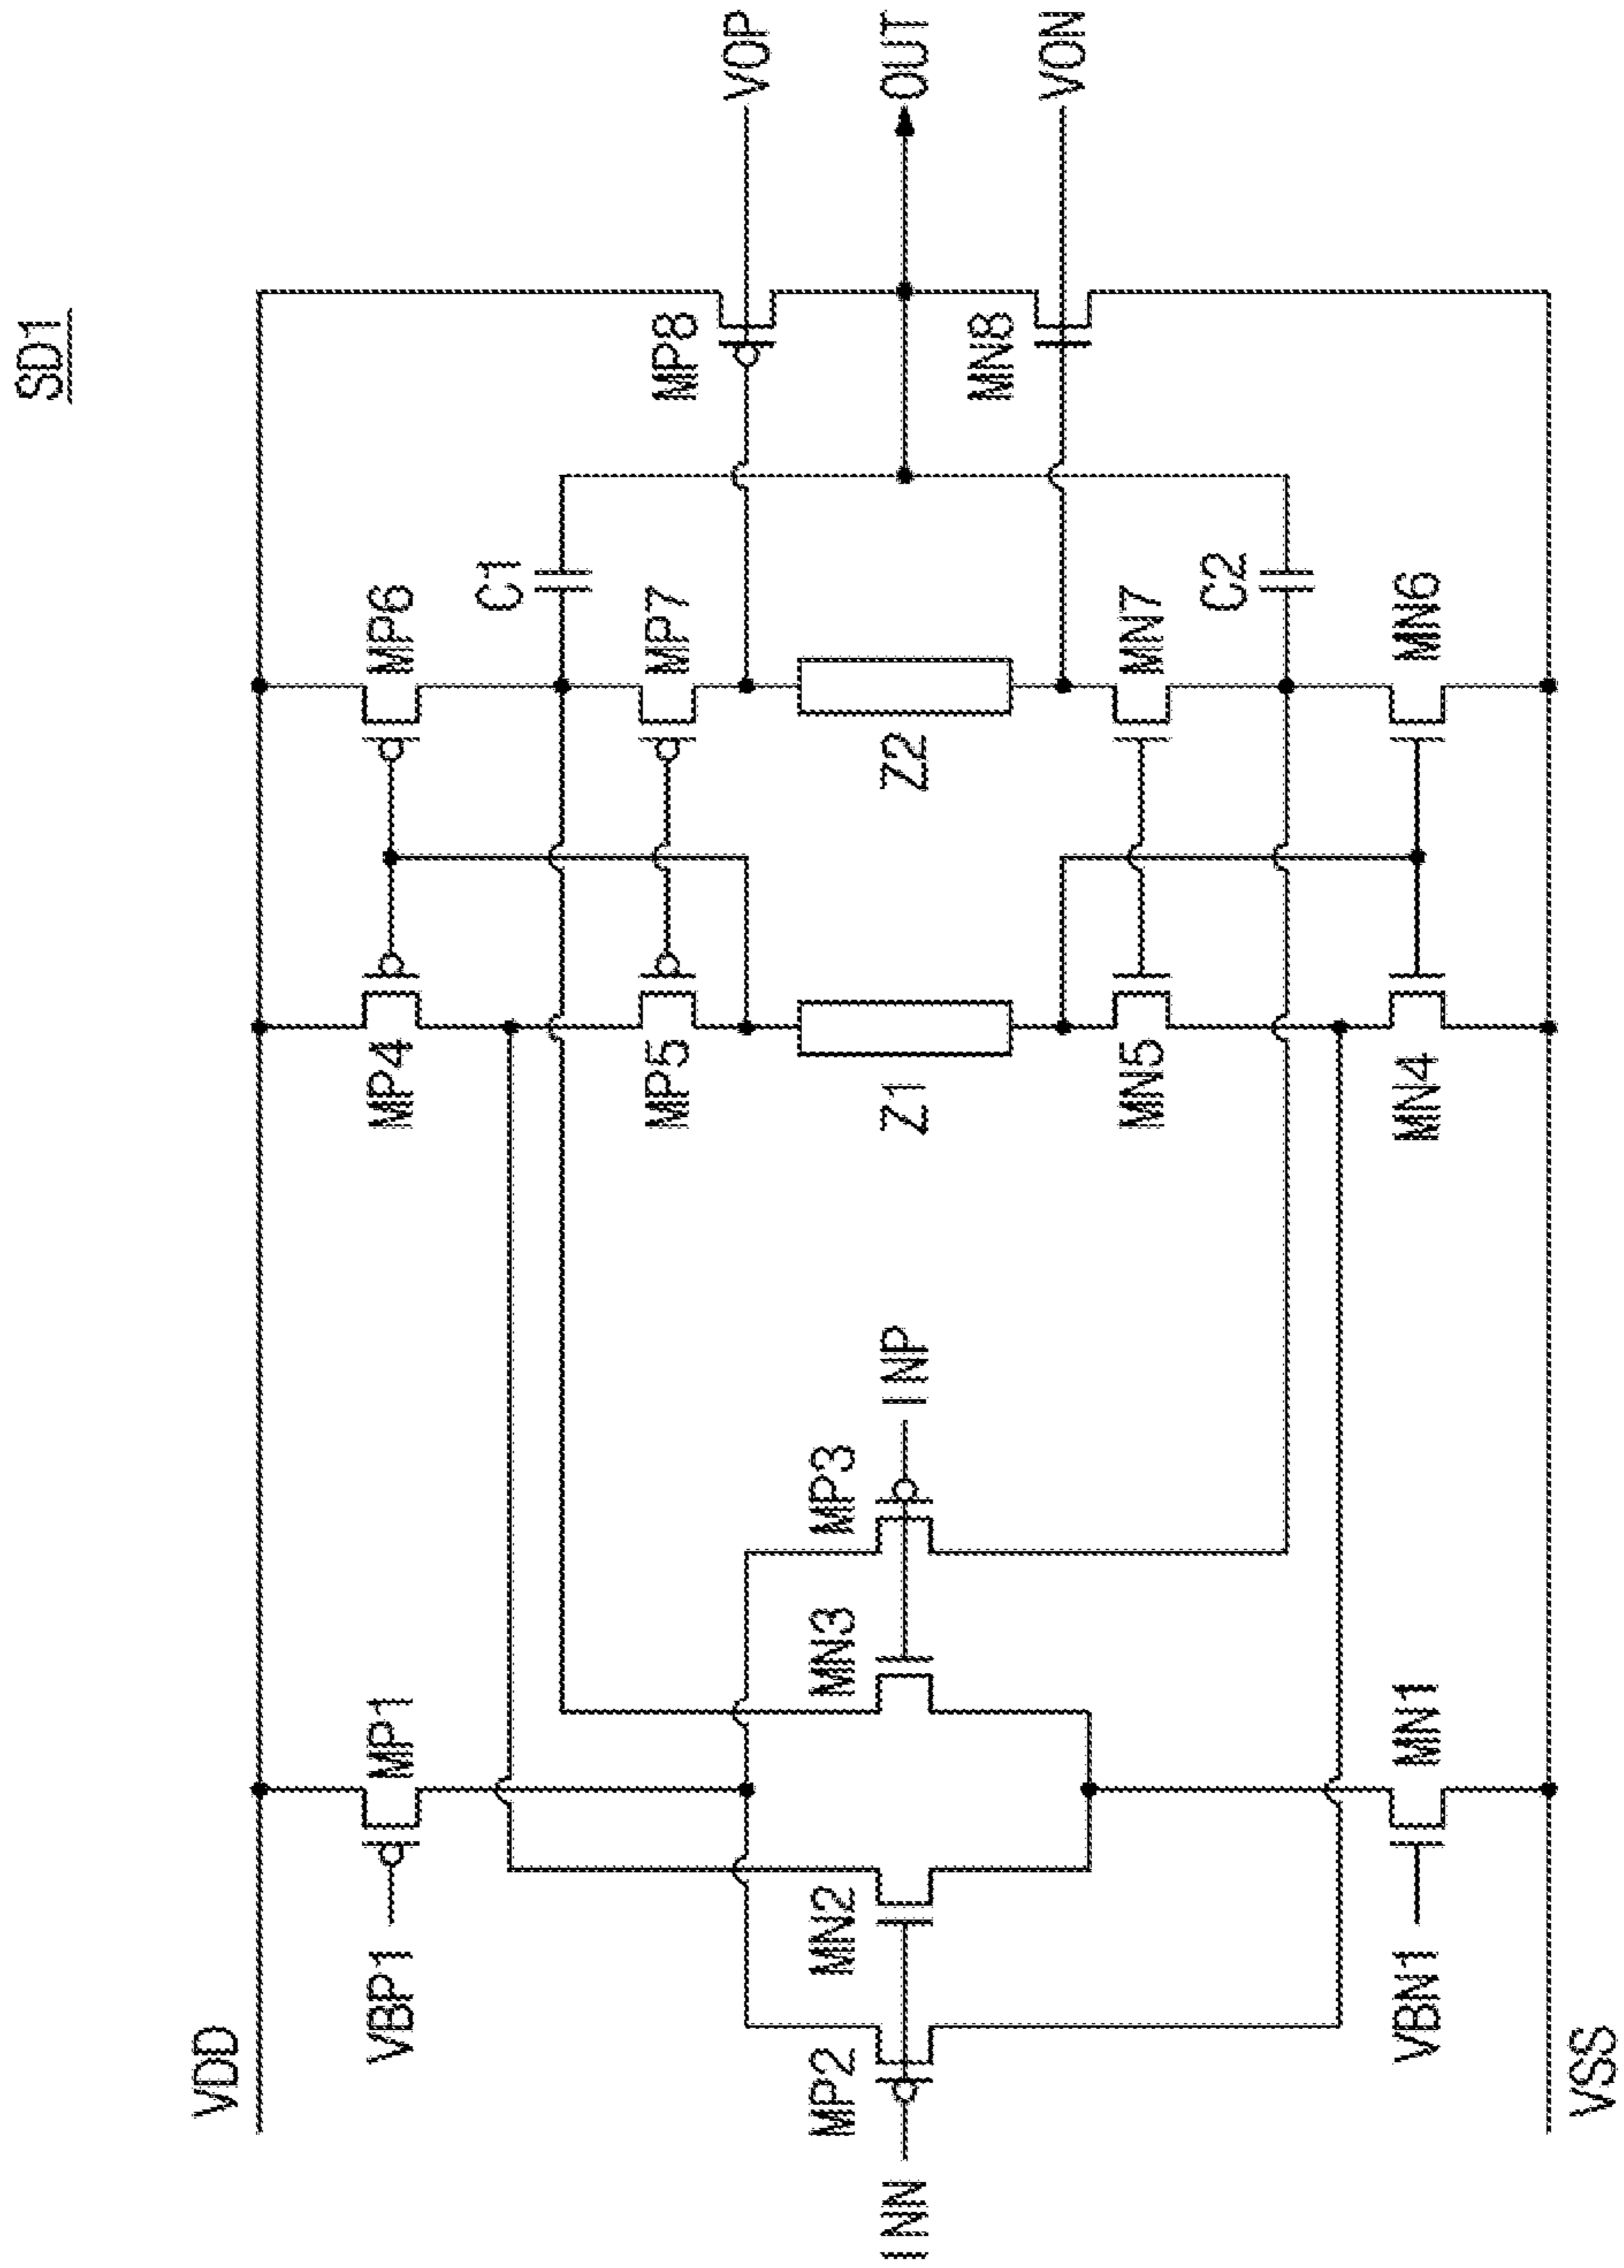 SD1
VDD
VBP1
MP1
MP4
MP6
MP5
C1
MP7
MP8
VOP
INN
MP2
MN2
MN3
MP3
INP
Z1
Z2
OUT
MN8
VON
MN5
MN7
C2
VBN1
MN1
MN4
MN6
VSS